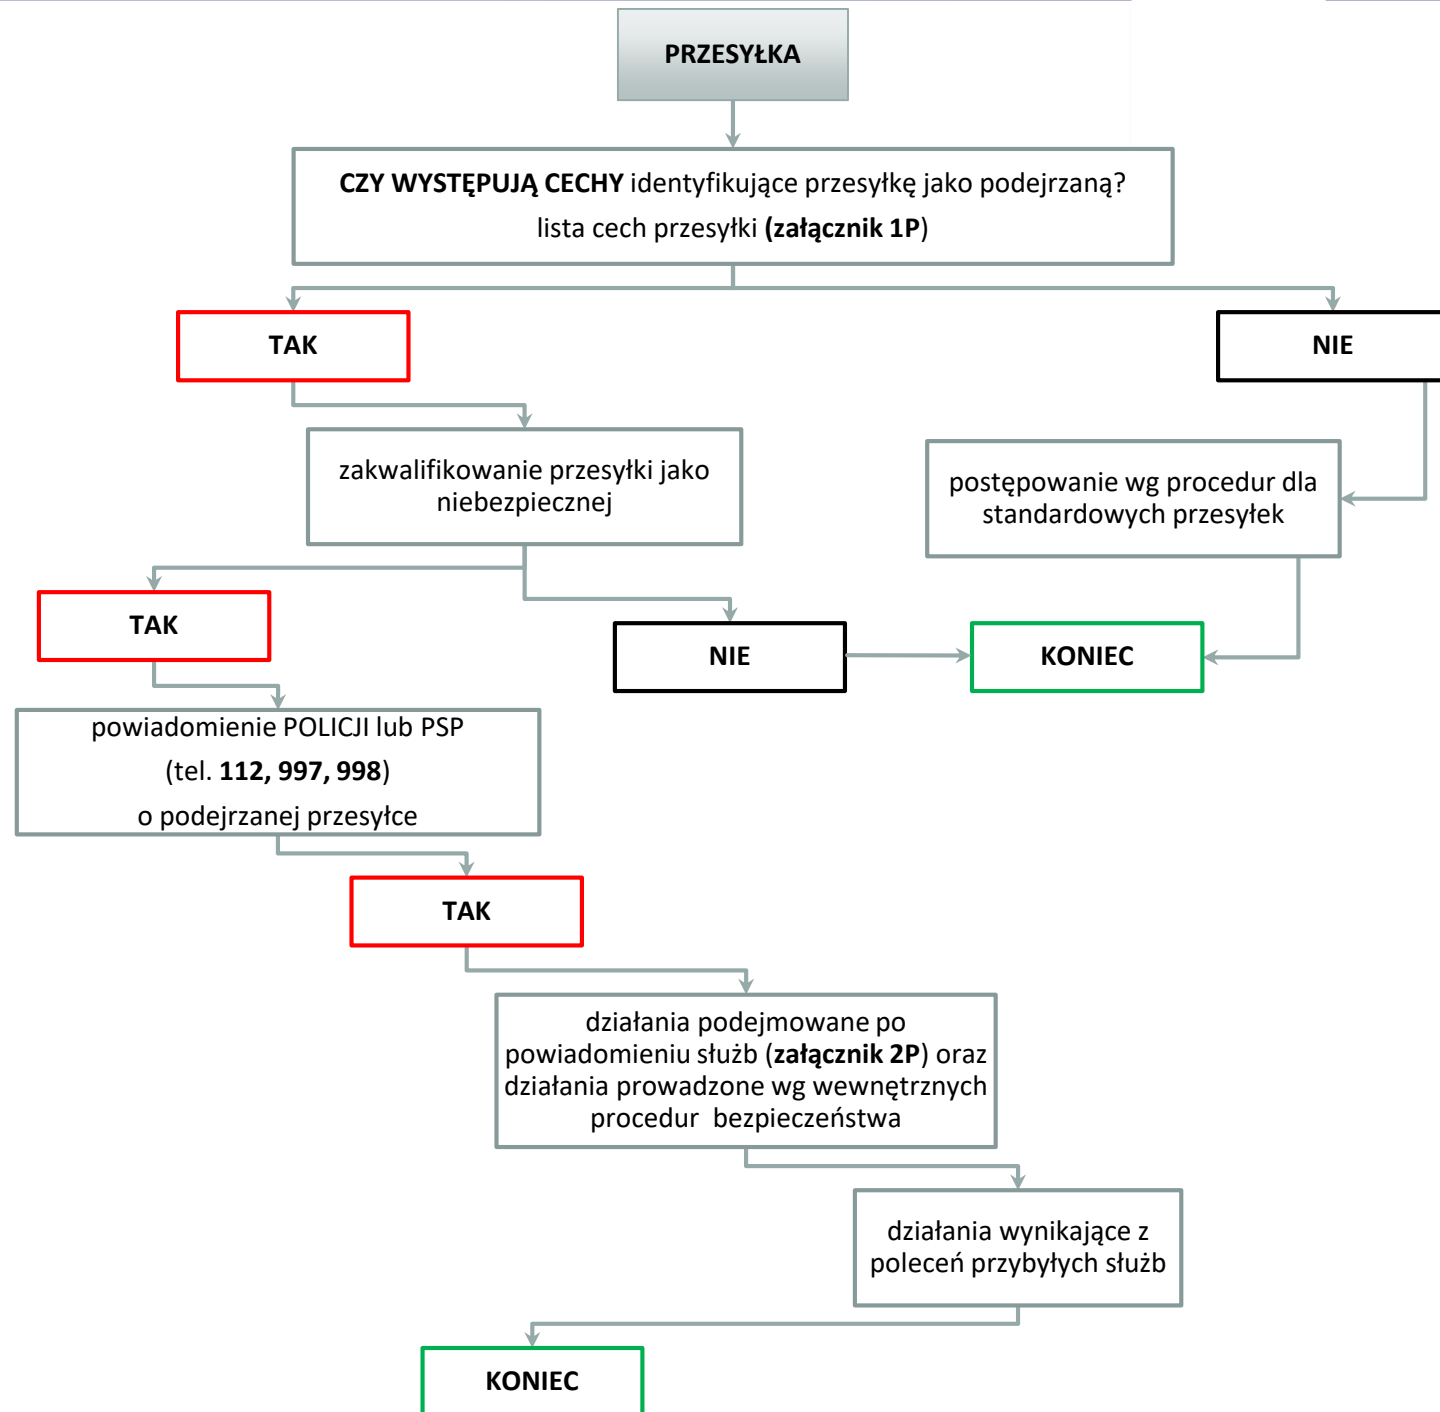 PRZESYŁKA
CZY WYSTĘPUJĄ CECHY identyfikujące przesyłkę jako podejrzaną?
lista cech przesyłki (załącznik 1P)
TAK
NIE
zakwalifikowanie przesyłki jako
niebezpiecznej
postępowanie wg procedur dla
standardowych przesyłek
TAK
NIE
KONIEC
powiadomienie POLICJI lub PSP
(tel. 112, 997, 998)
o podejrzanej przesyłce
TAK
działania podejmowane po
powiadomieniu służb (załącznik 2P) oraz
działania prowadzone wg wewnętrznych
procedur  bezpieczeństwa
działania wynikające z
poleceń przybyłych służb
KONIEC